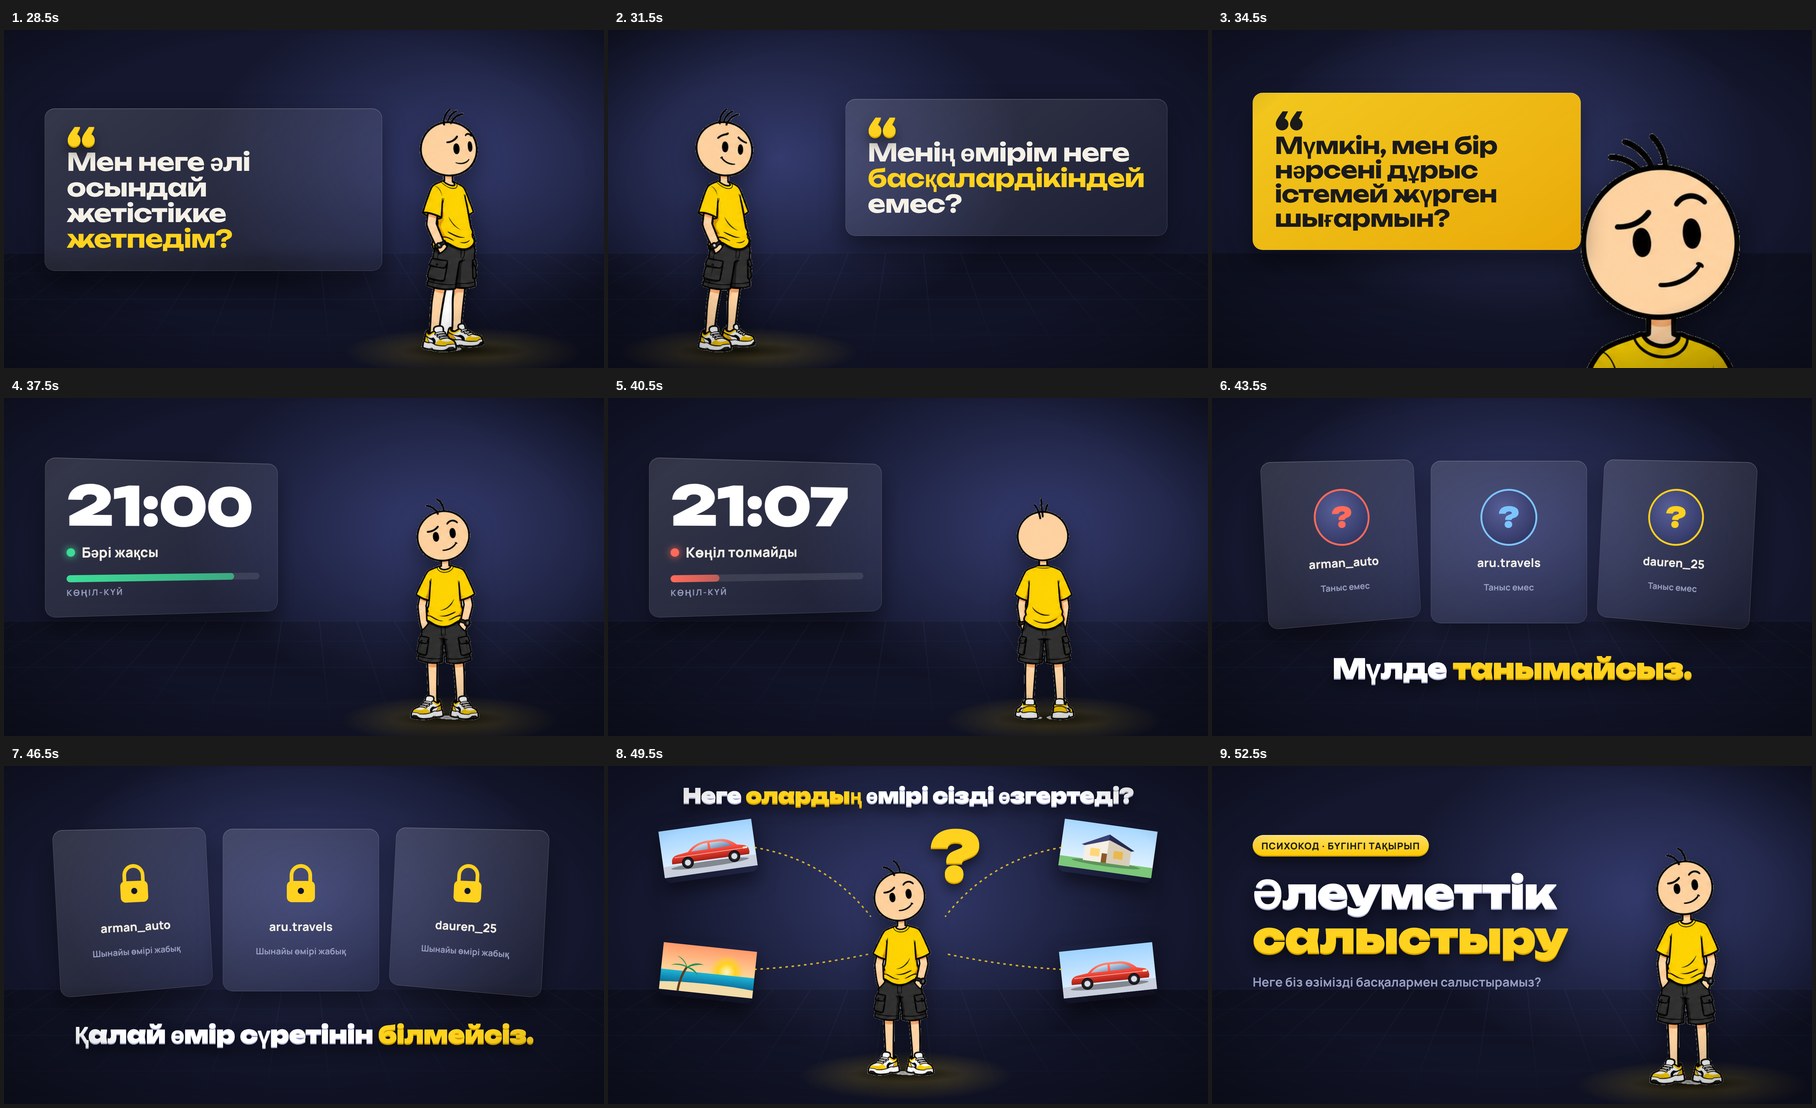 1. 28.5s
Мен неге әлі
осындай
жетістікке
жетпедім?
2. 31.5s
Менің өмірім неге
басқалардікіндей
емес?
3. 34.5s
Мүмкін, мен бір
нәрсені дұрыс
істемей жүрген
шығармын?
4. 37.5s
21:00
Бәрі жақсы
КӨҢІЛ-КҮЙ
5. 40.5s
21:07
Көңіл толмайды
КӨҢІЛ-КҮЙ
6. 43.5s
?
arman_auto
Таныс емес
?
aru.travels
Таныс емес
?
dauren_25
Таныс емес
Мүлде танымайсыз.
7. 46.5s
arman_auto
Шынайы өмірі жабық
aru.travels
Шынайы өмірі жабық
dauren_25
Шынайы өмірі жабық
Қалай өмір сүретінін білмейсіз.
8. 49.5s
Неге олардың өмірі сізді өзгертеді?
?
9. 52.5s
ПСИХОКОД · БҮГІНГІ ТАҚЫРЫП
Әлеуметтік
салыстыру
Неге біз өзімізді басқалармен салыстырамыз?